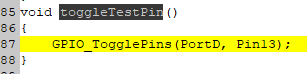 85 void toggleTestPin()
86 {
87     GPIO_TogglePins(PortD, Pin13);
88 }